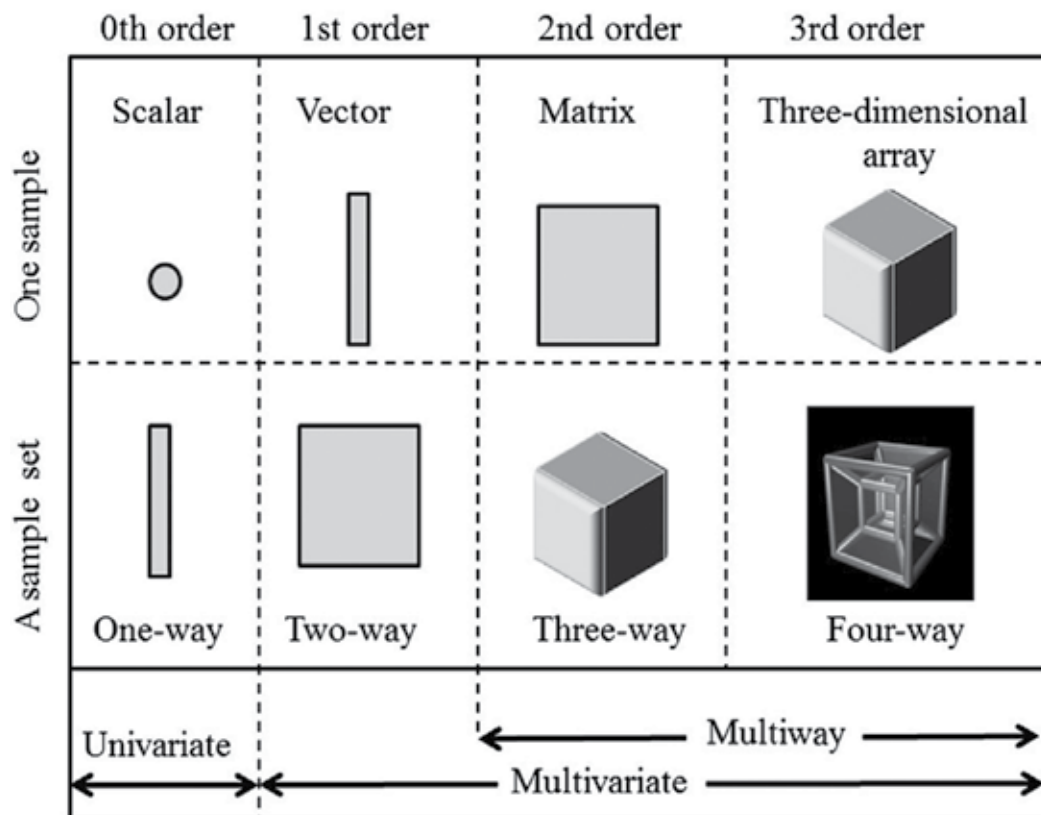 0th order 1st order 2nd order 3rd order
One sample
Scalar Vector Matrix Three-dimensional
array
A sample set
One-way Two-way Three-way Four-way
Univariate
Multiway
Multivariate